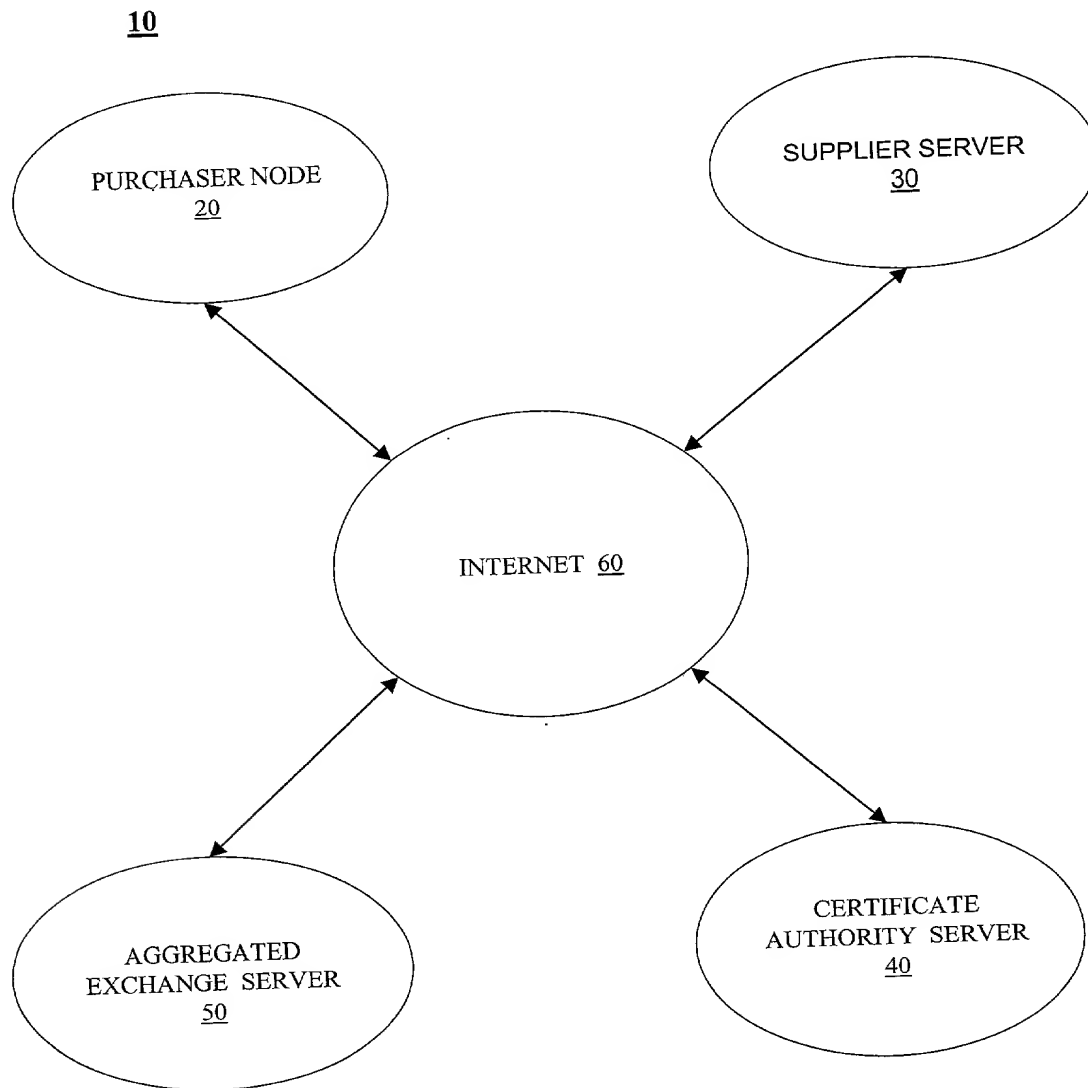 10
PURCHASER NODE
20
SUPPLIER SERVER
30
INTERNET 60
AGGREGATED
EXCHANGE SERVER
50
CERTIFICATE
AUTHORITY SERVER
40